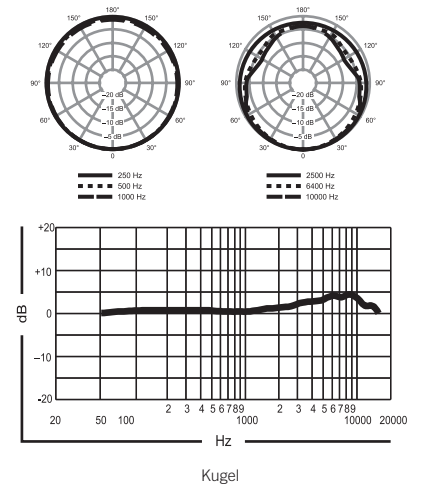 180° 180°
150° 150° 150° 150°
120° 120° 120° 120°
90° 90° 90° 90°
–20 dB –20 dB
–15 dB –15 dB
60° –10 dB 60° 60° –10 dB 60°
–5 dB –5 dB
30° 30° 30° 30°
0 0
250 Hz 2500 Hz
500 Hz 6400 Hz
1000 Hz 10000 Hz
+20
+10
dB
0
–10
-20
2 3 4 5 6 7 8 9 2 3 4 5 6 7 8 9
20 50 100 1000 10000 20000
Hz
Kugel